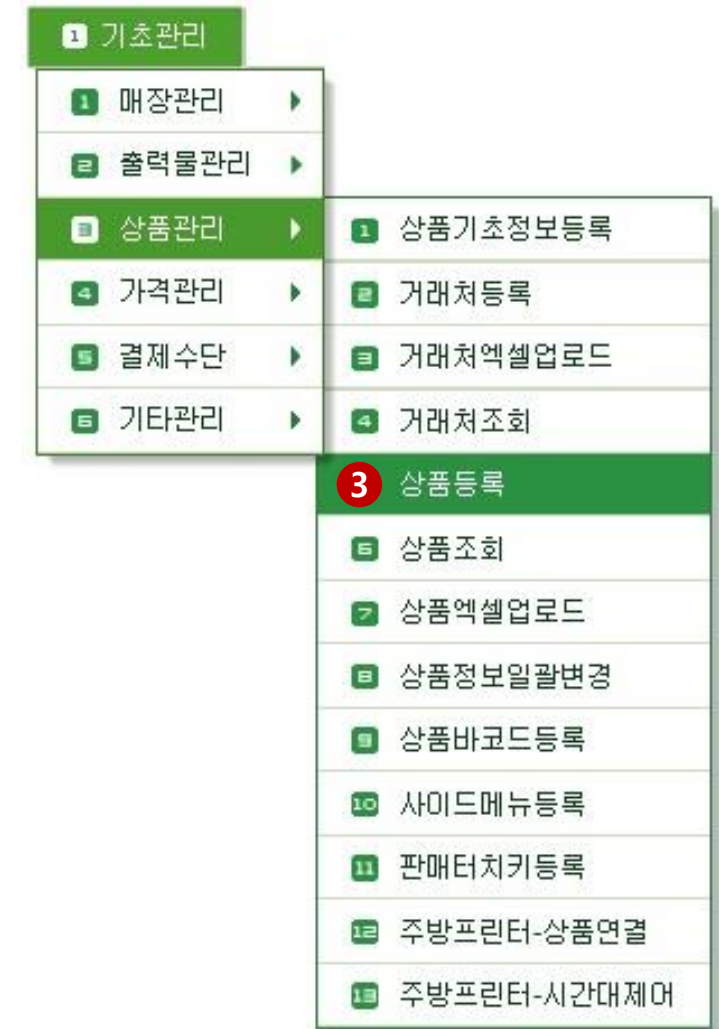 1 기초관리
1 매장관리
2 출력물관리
3 상품관리
4 가격관리
5 결제수단
6 기타관리
1 상품기초정보등록
2 거래처등록
3 거래처엑셀업로드
4 거래처조회
3 상품등록
6 상품조회
7 상품엑셀업로드
8 상품정보일괄변경
9 상품바코드등록
10 사이드메뉴등록
11 판매터치키등록
12 주방프린터-상품연결
13 주방프린터-시간대제어